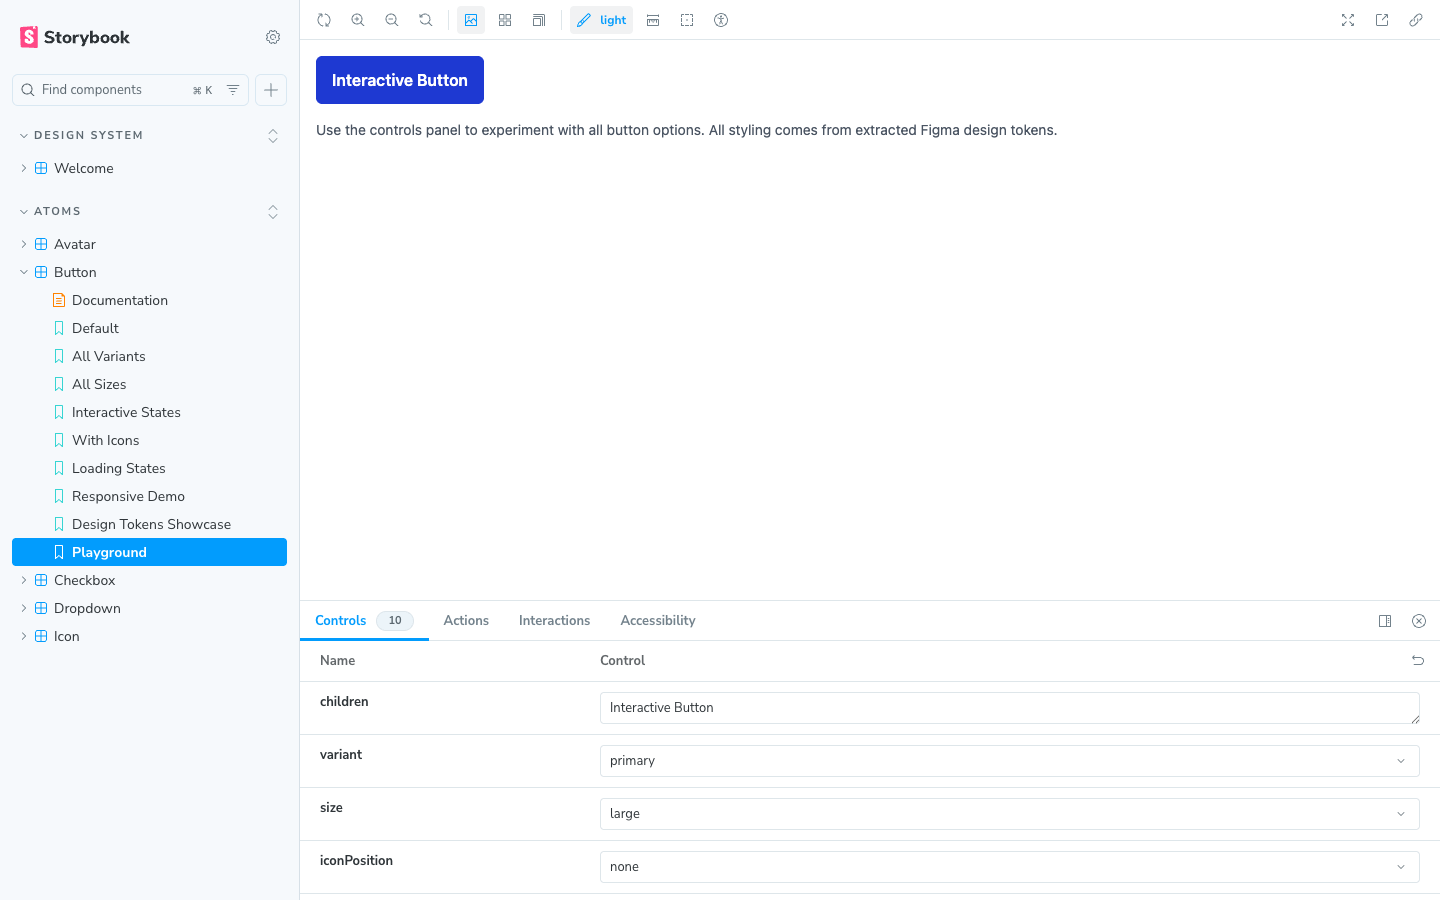 Storybook
Find components
⌘ K
DESIGN SYSTEM
Welcome
ATOMS
Avatar
Button
Documentation
Default
All Variants
All Sizes
Interactive States
With Icons
Loading States
Responsive Demo
Design Tokens Showcase
Playground
Checkbox
Dropdown
Icon
light
Interactive Button
Use the controls panel to experiment with all button options. All styling comes from extracted Figma design tokens.
Controls 10 Actions Interactions Accessibility
Name Control
children Interactive Button
variant primary
size large
iconPosition none